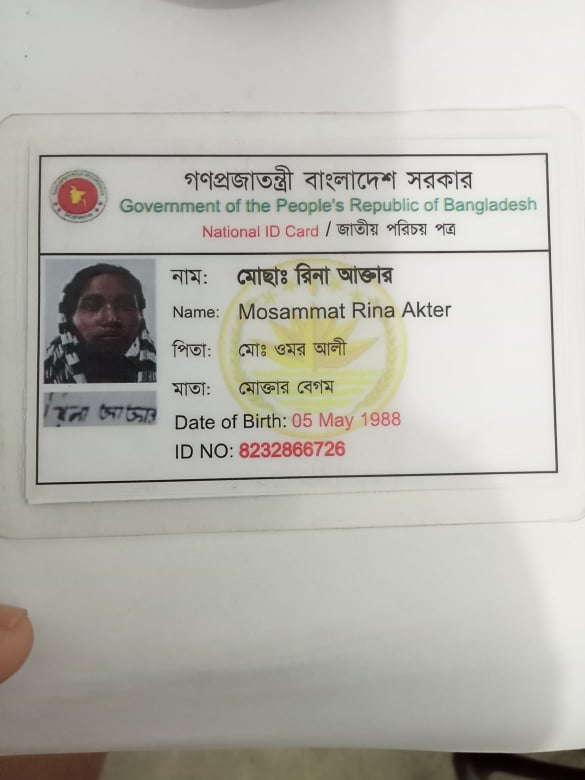 গণপ্রজাতন্ত্রী বাংলাদেশ সরকার
Government of the People's Republic of Bangladesh
National ID Card / জাতীয় পরিচয় পত্র
নাম: মোছাঃ রিনা আক্তার
Name: Mosammat Rina Akter
পিতা: মোঃ ওমর আলী
মাতা: মোক্তার বেগম
রিনা আক্তার
Date of Birth: 05 May 1988
ID NO: 8232866726